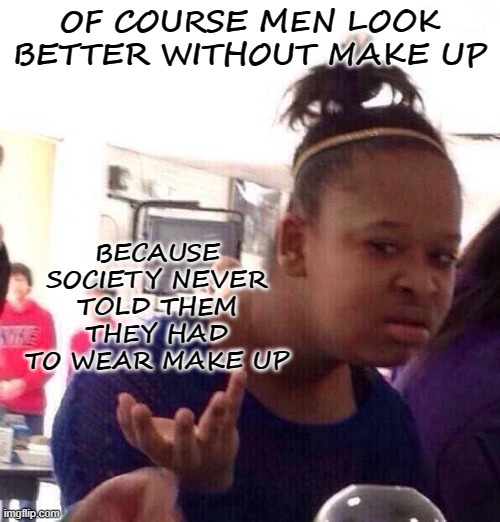 OF COURSE MEN LOOK
BETTER WITHOUT MAKE UP
BECAUSE
SOCIETY NEVER
TOLD THEM
THEY HAD
TO WEAR MAKE UP
imgflip.com